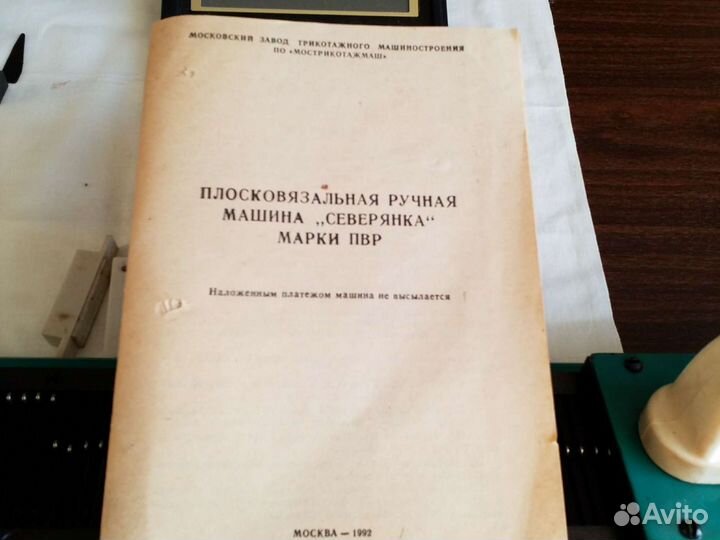 МОСКОВСКИЙ ЗАВОД ТРИКОТАЖНОГО МАШИНОСТРОЕНИЯ
ПО «МОСТРИКОТАЖМАШ»
ПЛОСКОВЯЗАЛЬНАЯ РУЧНАЯ
МАШИНА „СЕВЕРЯНКА“
МАРКИ ПВР
Наложенным платежом машина не высылается
МОСКВА — 1992
Avito